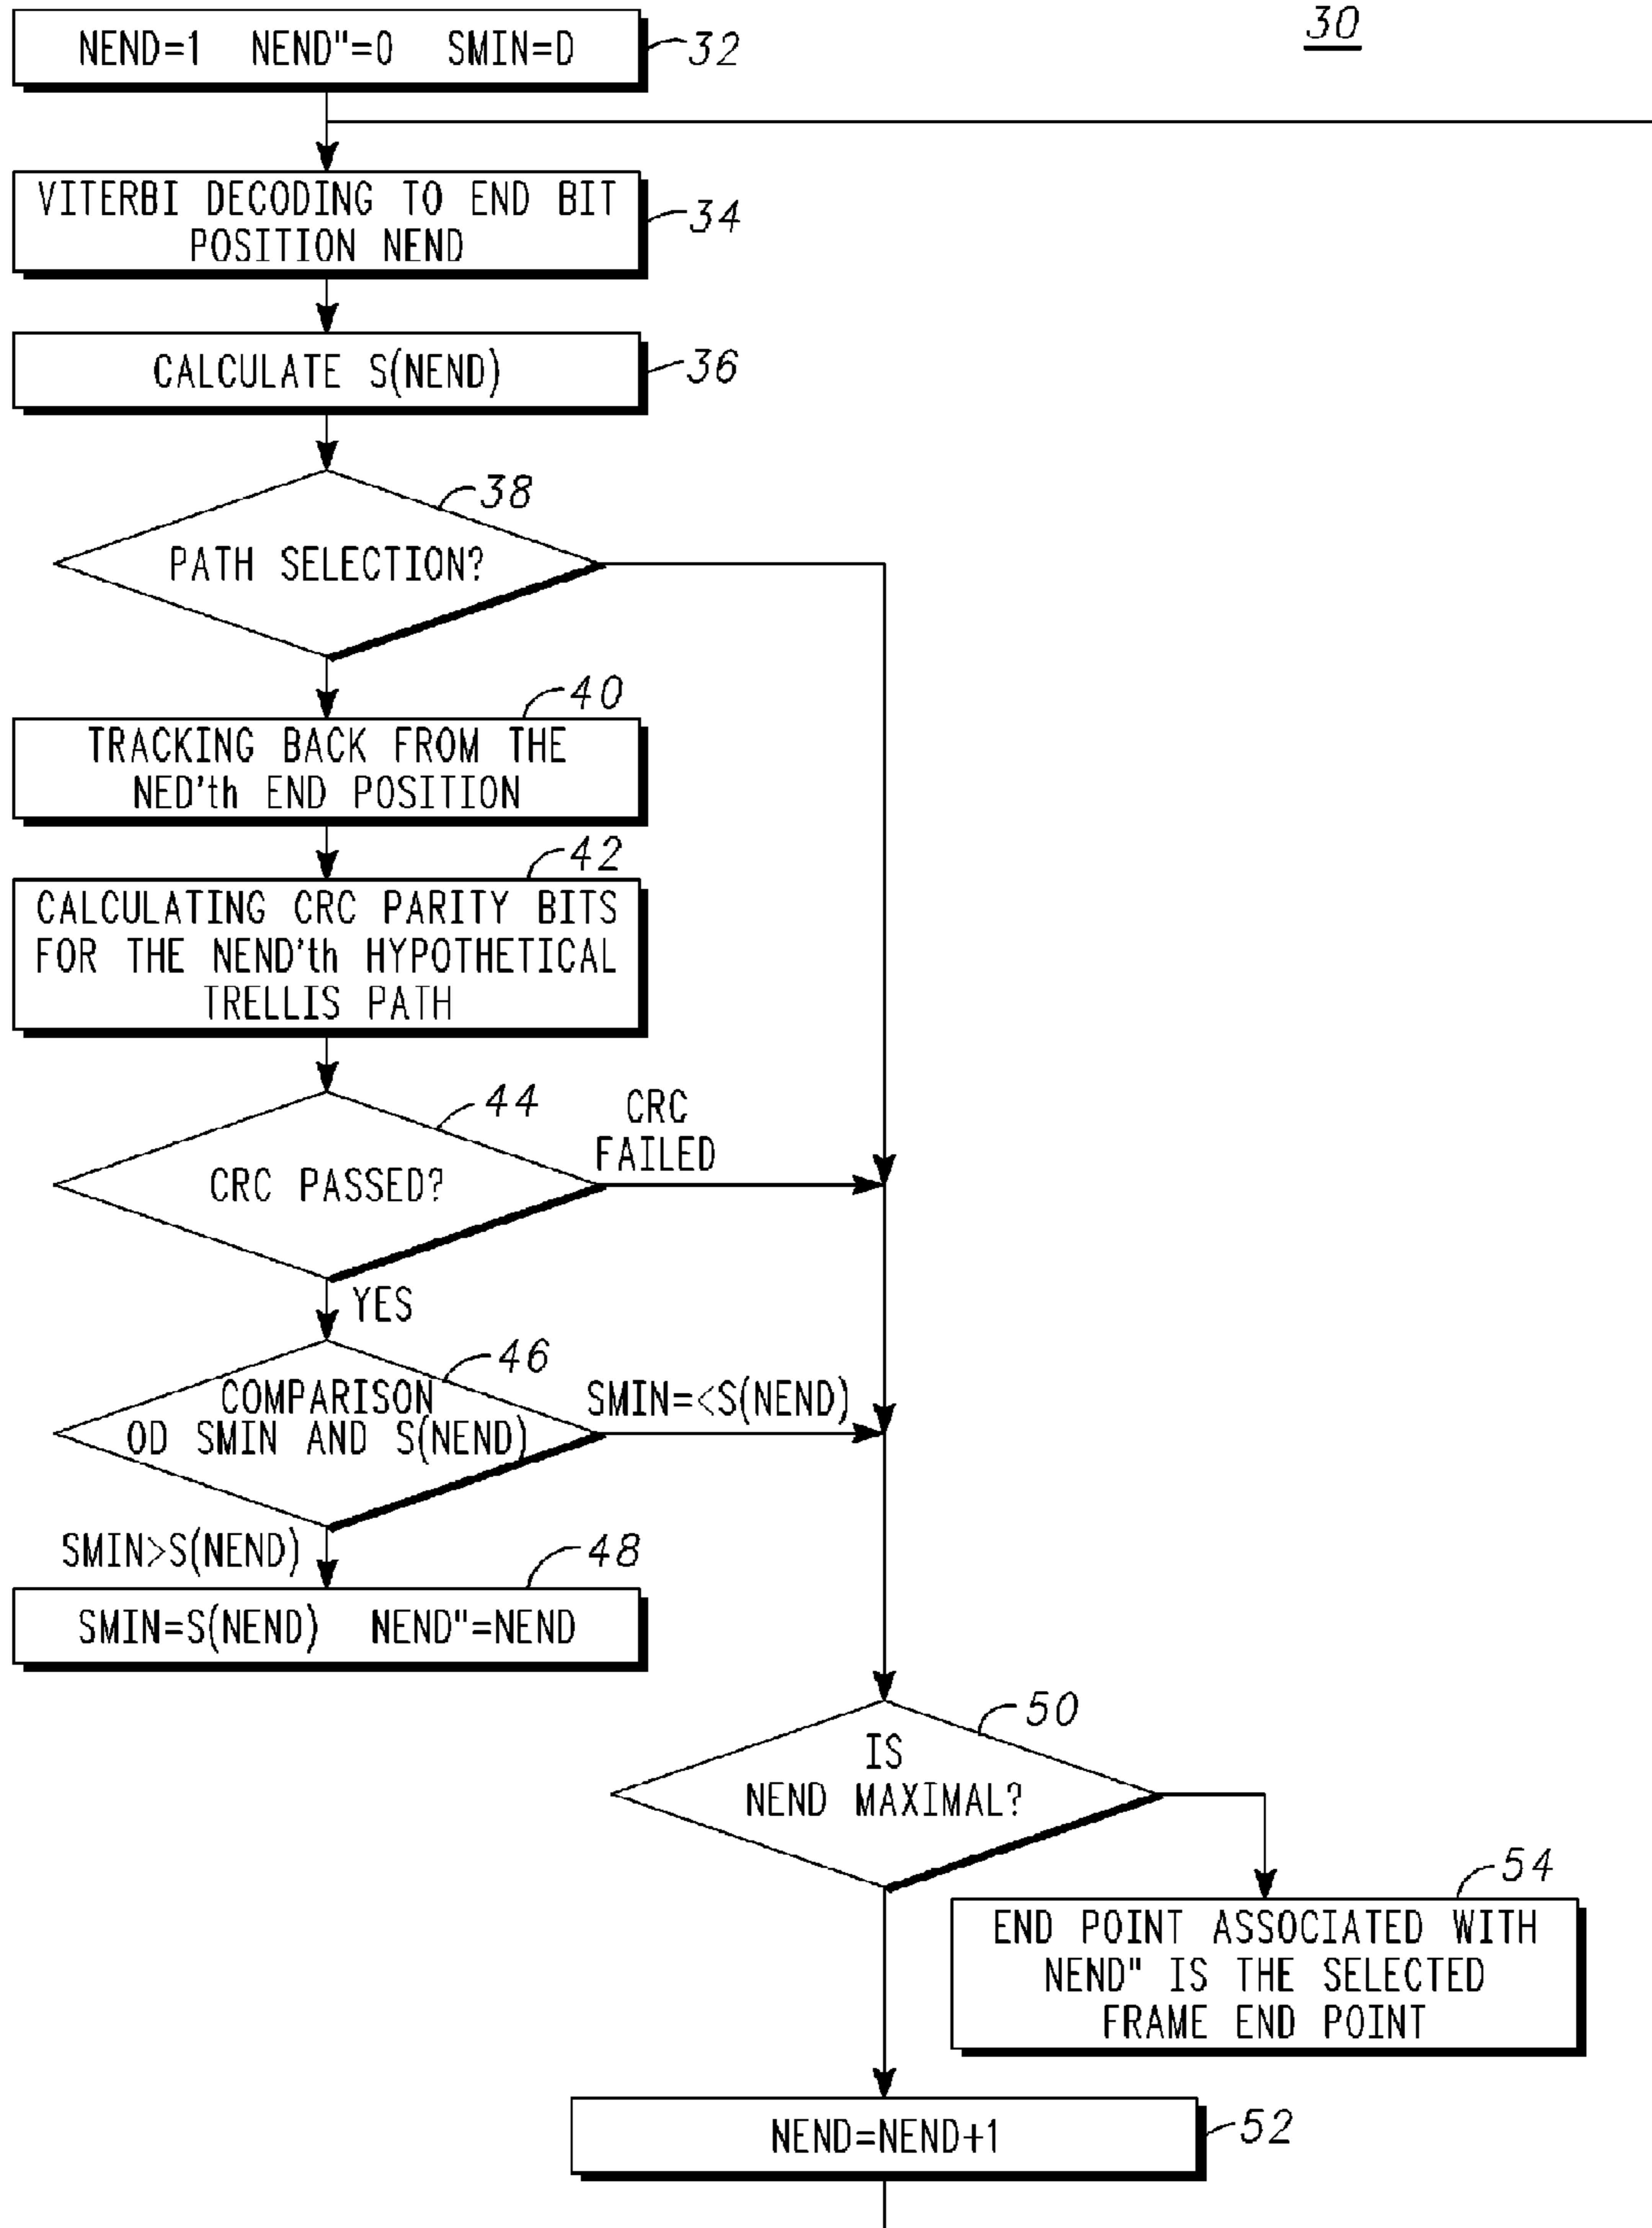 30
NEND=1 NEND"=0 SMIN=D
32
VITERBI DECODING TO END BIT
POSITION NEND
34
CALCULATE S(NEND)
36
38
PATH SELECTION?
40
TRACKING BACK FROM THE
NED'th END POSITION
42
CALCULATING CRC PARITY BITS
FOR THE NEND'th HYPOTHETICAL
TRELLIS PATH
44
CRC
FAILED
CRC PASSED?
YES
46
COMPARISON
OD SMIN AND S(NEND)
SMIN=<S(NEND)
SMIN>S(NEND)
48
SMIN=S(NEND) NEND"=NEND
50
IS
NEND MAXIMAL?
54
END POINT ASSOCIATED WITH
NEND" IS THE SELECTED
FRAME END POINT
NEND=NEND+1
52